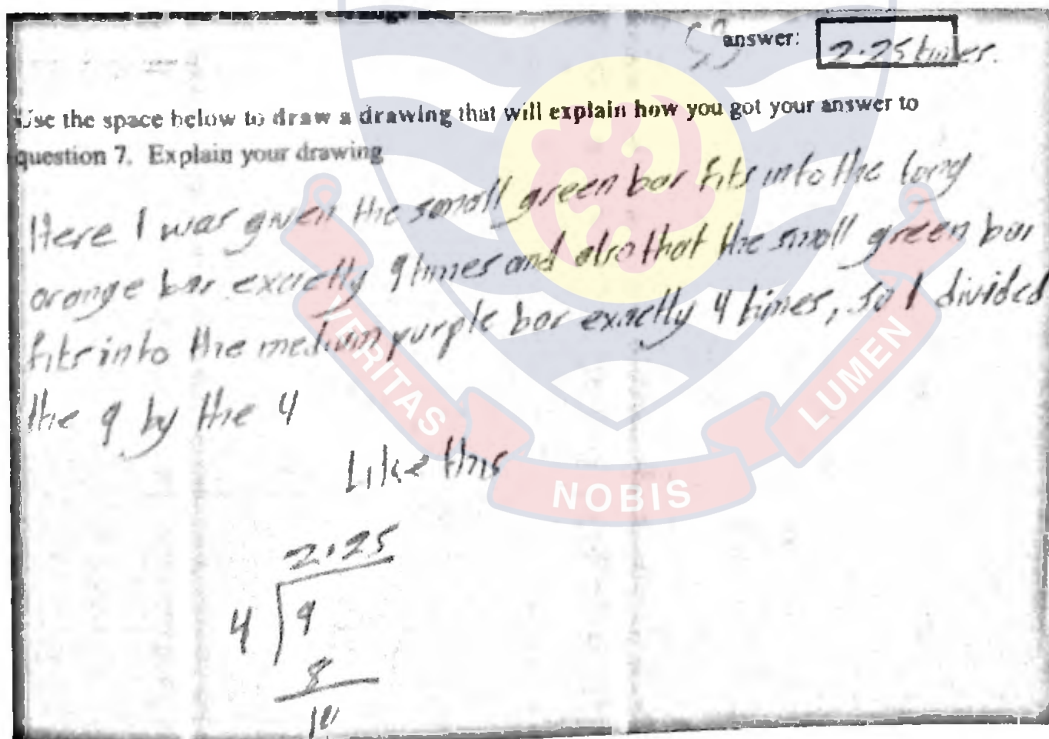 answer: 2.25 times.
Use the space below to draw a drawing that will explain how you got your answer to
question 7. Explain your drawing
Here I was given the small green bar fits into the long
orange bar exactly 9 times and also that the small green bar
fits into the medium purple bar exactly 4 times, so I divided
the 9 by the 4
Like this
2.25
4 9
8
10
VERITAS NOBIS LUMEN